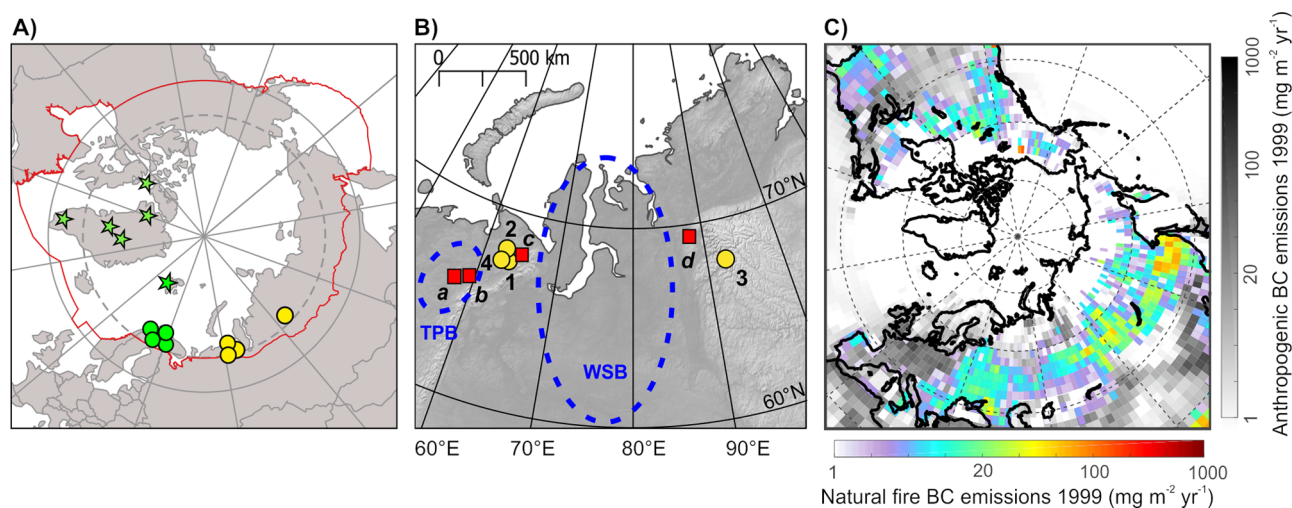 A)
B)
C)
0 500 km
70°N
2
c
4
1
d
3
a
b
TPB
WSB
60°N
60°E 70°E 80°E 90°E
1 20 100 1000
Natural fire BC emissions 1999 (mg m⁻² yr⁻¹)
1 20 100 1000
Anthropogenic BC emissions 1999 (mg m⁻² yr⁻¹)